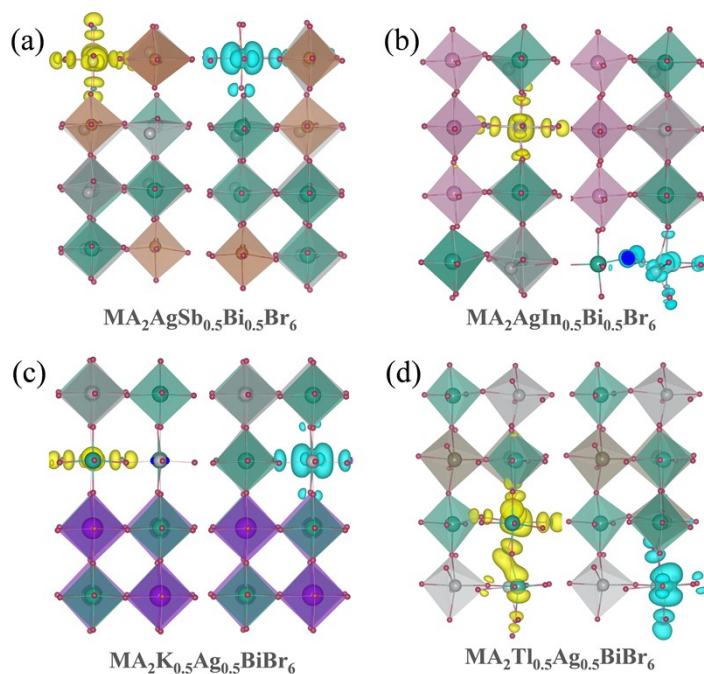 (a)
(b)
MA₂AgSb₀.₅Bi₀.₅Br₆
MA₂AgIn₀.₅Bi₀.₅Br₆
(c)
(d)
MA₂K₀.₅Ag₀.₅BiBr₆
MA₂Tl₀.₅Ag₀.₅BiBr₆